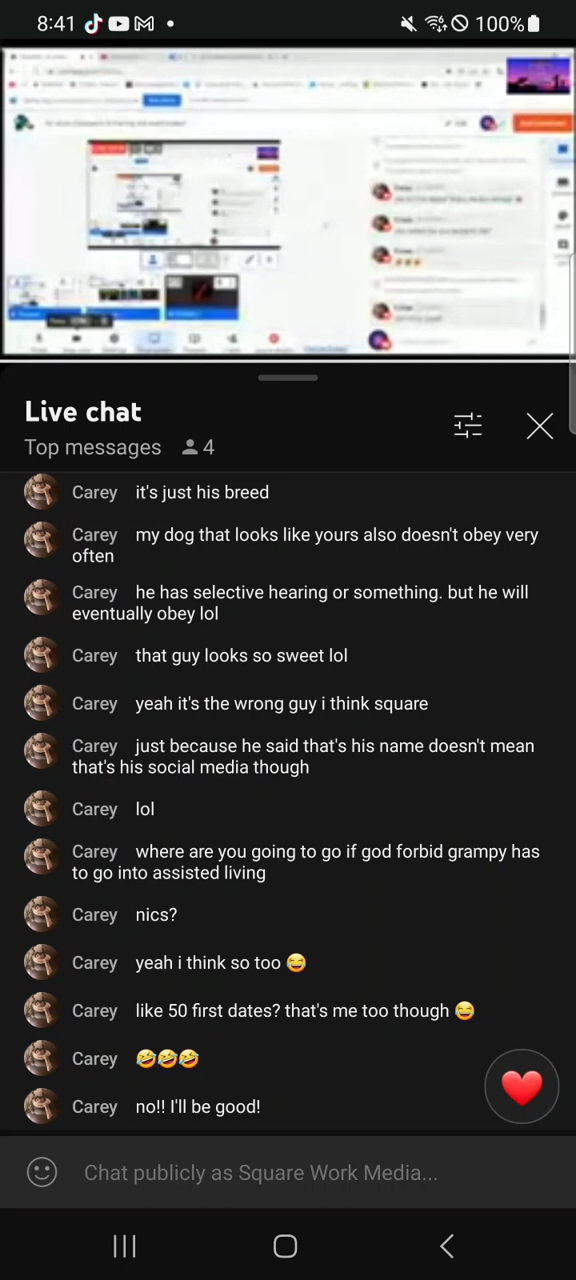 8:41
100%
Live chat
Top messages 4
Carey it's just his breed
Carey my dog that looks like yours also doesn't obey very
often
Carey he has selective hearing or something. but he will
eventually obey lol
Carey that guy looks so sweet lol
Carey yeah it's the wrong guy i think square
Carey just because he said that's his name doesn't mean
that's his social media though
Carey lol
Carey where are you going to go if god forbid grampy has
to go into assisted living
Carey nics?
Carey yeah i think so too 😂
Carey like 50 first dates? that's me too though 😂
Carey 🤣🤣🤣
Carey no!! I'll be good!
Chat publicly as Square Work Media...